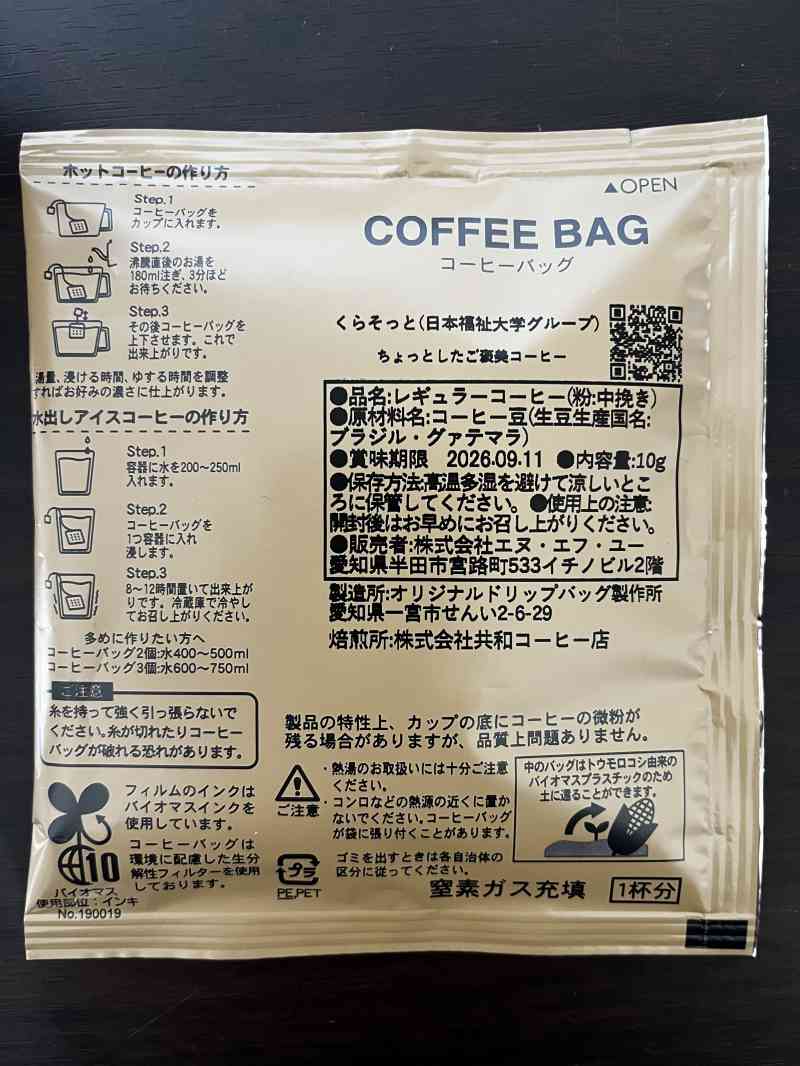 ホットコーヒーの作り方
Step.1
コーヒーバッグを
カップに入れます。
Step.2
沸騰直後のお湯を
180ml注ぎ、3分ほど
お待ちください。
Step.3
その後コーヒーバッグを
上下させます。これで
出来上がりです。
湯量、浸ける時間、ゆする時間を調整
すればお好みの濃さに仕上がります。
水出しアイスコーヒーの作り方
Step.1
容器に水を200〜250ml
入れます。
Step.2
コーヒーバッグを
1つ容器に入れ
浸します。
Step.3
8〜12時間置いて出来上が
りです。冷蔵庫で冷やし
てお召し上がりください。
多めに作りたい方へ
コーヒーバッグ2個:水400〜500ml
コーヒーバッグ3個:水600〜750ml
ご注意
糸を持って強く引っ張らないで
ください。糸が切れたりコーヒー
バッグが破れる恐れがあります。
フィルムのインクは
バイオマスインクを
使用しています。
コーヒーバッグは
環境に配慮した生分
解性フィルターを使用
しております。
10
バイオマス
使用部位：インキ
No.190019
▲OPEN
COFFEE BAG
コーヒーバッグ
くらそっと(日本福祉大学グループ)
ちょっとしたご褒美コーヒー
●品名:レギュラーコーヒー(粉:中挽き)
●原材料名:コーヒー豆(生豆生産国名:
ブラジル・グァテマラ)
●賞味期限 2026.09.11 ●内容量:10g
●保存方法:高温多湿を避けて涼しいとこ
ろに保管してください。●使用上の注意:
開封後はお早めにお召し上がりください。
●販売者:株式会社エヌ・エフ・ユー
愛知県半田市宮路町533イチノビル2階
製造所:オリジナルドリップバッグ製作所
愛知県一宮市せんい2-6-29
焙煎所:株式会社共和コーヒー店
製品の特性上、カップの底にコーヒーの微粉が
残る場合がありますが、品質上問題ありません。
ご注意
・熱湯のお取扱いには十分ご注意
ください。
・コンロなどの熱源の近くに置か
ないでください。コーヒーバッグ
が袋に張り付くことがあります。
中のバッグはトウモロコシ由来の
バイオマスプラスチックのため
土に還ることができます。
プラ
PE,PET
ゴミを出すときは各自治体の
区分に従ってください。
窒素ガス充填
1杯分